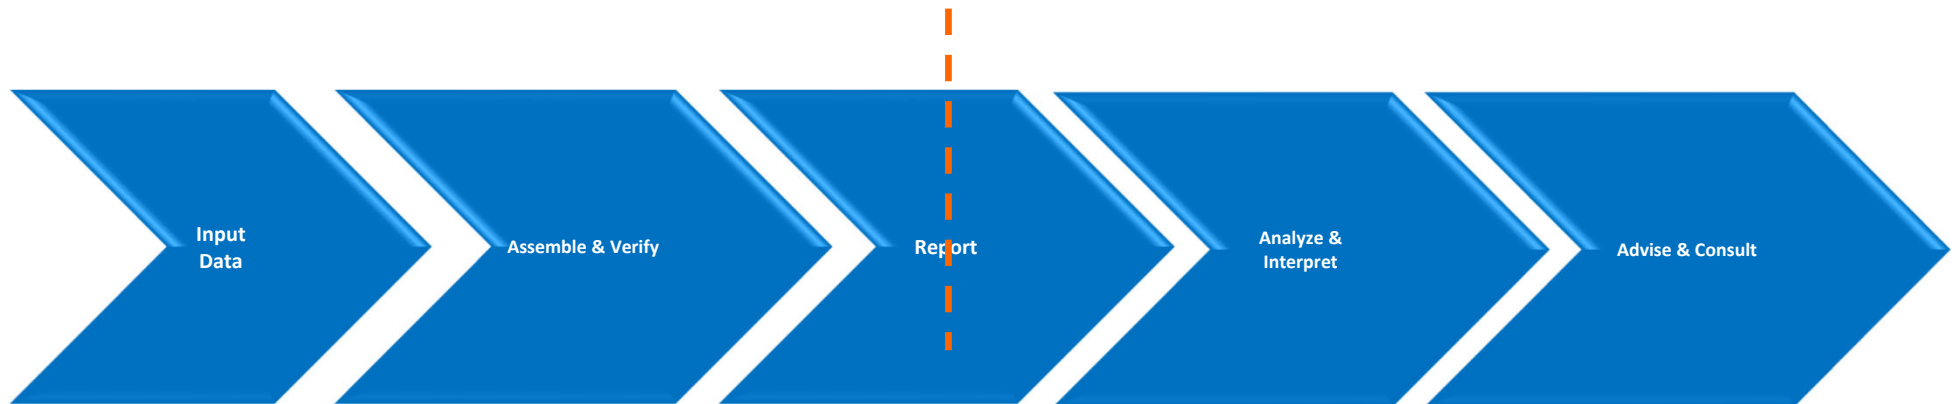 Input
Data
Assemble & Verify
Report
Analyze &
Interpret
Advise & Consult